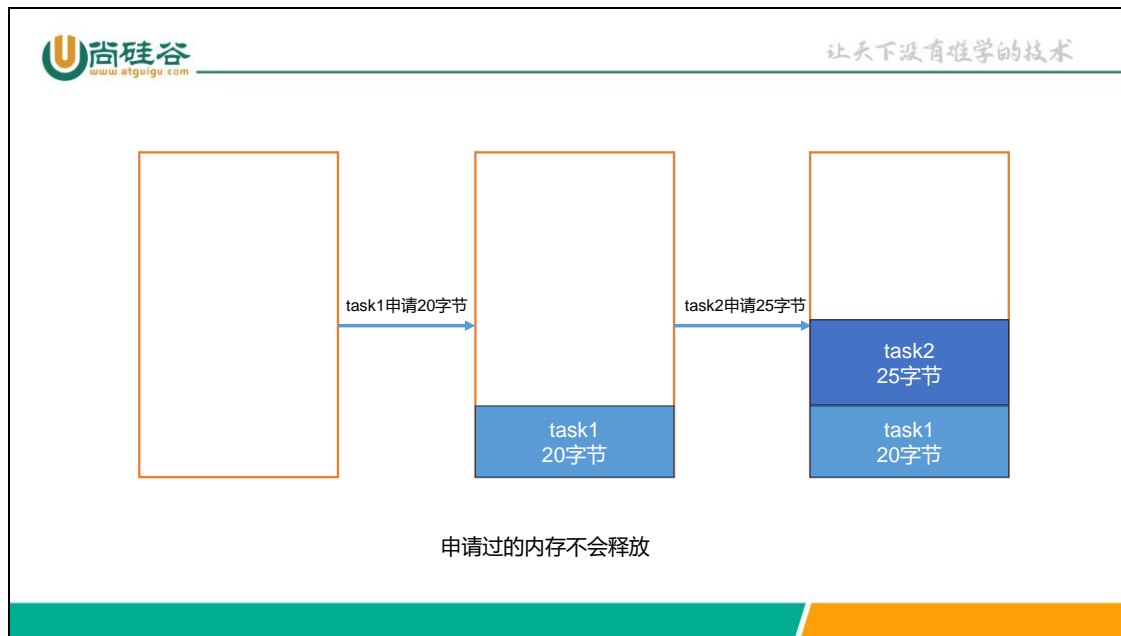 尚硅谷
www.atguigu.com
让天下没有难学的技术
task1申请20字节
task2申请25字节
task1
20字节
task2
25字节
task1
20字节
申请过的内存不会释放